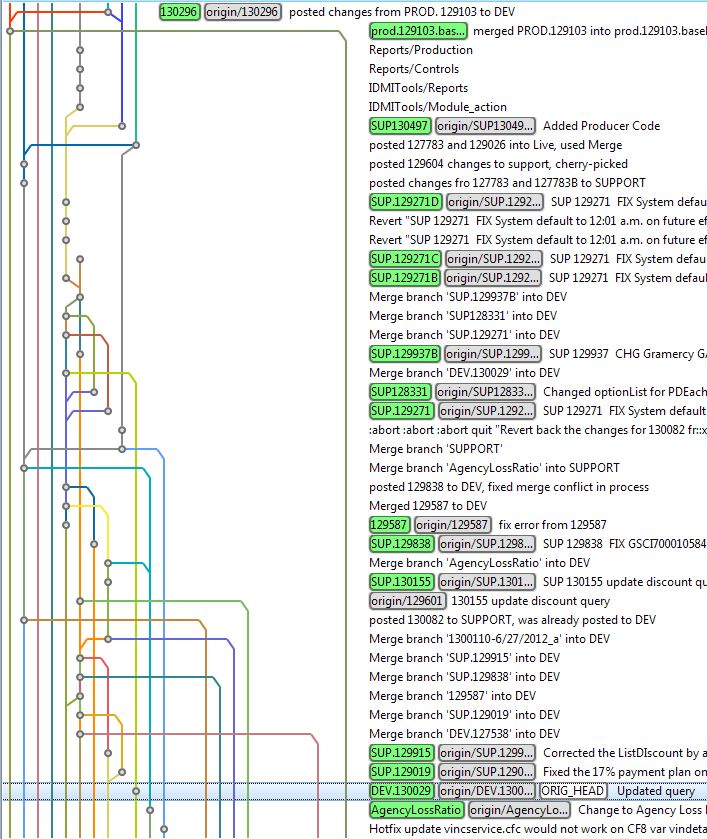 130296 origin/130296 posted changes from PROD. 129103 to DEV
prod.129103.bas... merged PROD.129103 into prod.129103.basel
Reports/Production
Reports/Controls
IDMITools/Reports
IDMITools/Module_action
SUP130497 origin/SUP13049... Added Producer Code
posted 127783 and 129026 into Live, used Merge
posted 129604 changes to support, cherry-picked
posted changes fro 127783 and 127783B to SUPPORT
SUP.129271D origin/SUP.1292... SUP 129271 FIX System defau
Revert "SUP 129271 FIX System default to 12:01 a.m. on future ef
Revert "SUP 129271 FIX System default to 12:01 a.m. on future ef
SUP.129271C origin/SUP.1292... SUP 129271 FIX System defau
SUP.129271B origin/SUP.1292... SUP 129271 FIX System defau
Merge branch 'SUP.129937B' into DEV
Merge branch 'SUP128331' into DEV
Merge branch 'SUP.129271' into DEV
SUP.129937B origin/SUP.1299... SUP 129937 CHG Gramercy GA
Merge branch 'DEV.130029' into DEV
SUP128331 origin/SUP12833... Changed optionList for PDEach
SUP.129271 origin/SUP.1292... SUP 129271 FIX System default
:abort :abort :abort quit "Revert back the changes for 130082 fr::x
Merge branch 'SUPPORT'
Merge branch 'AgencyLossRatio' into SUPPORT
posted 129838 to DEV, fixed merge conflict in process
Merged 129587 to DEV
129587 origin/129587 fix error from 129587
SUP.129838 origin/SUP.1298... SUP 129838 FIX GSCI700010584
Merge branch 'AgencyLossRatio' into DEV
SUP.130155 origin/SUP.1301... SUP 130155 update discount qu
origin/129601 130155 update discount query
posted 130082 to SUPPORT, was already posted to DEV
Merge branch '1300110-6/27/2012_a' into DEV
Merge branch 'SUP.129915' into DEV
Merge branch 'SUP.129838' into DEV
Merge branch '129587' into DEV
Merge branch 'SUP.129019' into DEV
Merge branch 'DEV.127538' into DEV
SUP.129915 origin/SUP.1299... Corrected the ListDIscount by a
SUP.129019 origin/SUP.1290... Fixed the 17% payment plan on
DEV.130029 origin/DEV.1300... ORIG_HEAD Updated query
AgencyLossRatio origin/AgencyLo... Change to Agency Loss
Hotfix update vincservice.cfc would not work on CF8 var vindeta